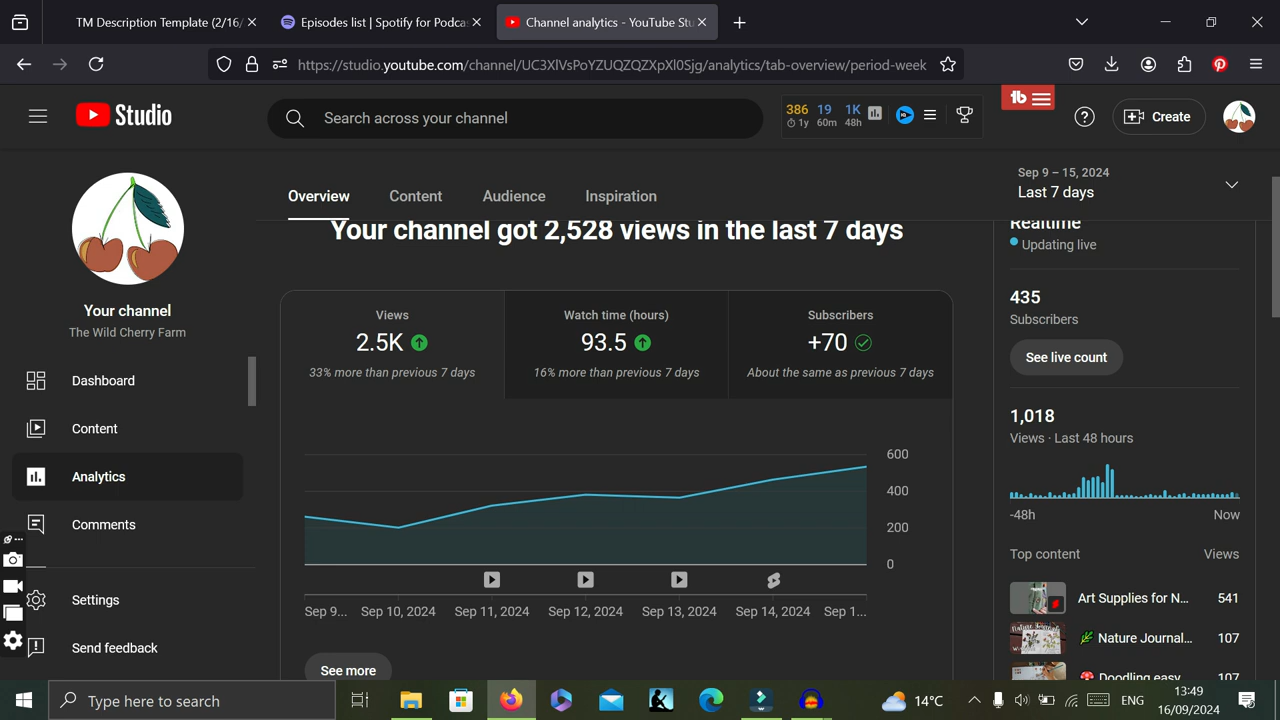 TM Description Template (2/16/
Episodes list | Spotify for Podca
Channel analytics - YouTube Stu
https://studio.youtube.com/channel/UC3XlVsPoYZUQZQZXpXl0Sjg/analytics/tab-overview/period-week
Studio
Search across your channel
386 19 1K
1y 60m 48h
tb
Create
Overview Content Audience Inspiration
Sep 9 – 15, 2024
Last 7 days
Your channel
The Wild Cherry Farm
Dashboard
Content
Analytics
Comments
Settings
Send feedback
Your channel got 2,528 views in the last 7 days
Views
2.5K
33% more than previous 7 days
Watch time (hours)
93.5
16% more than previous 7 days
Subscribers
+70
About the same as previous 7 days
600
400
200
0
Sep 9... Sep 10, 2024 Sep 11, 2024 Sep 12, 2024 Sep 13, 2024 Sep 14, 2024 Sep 1...
See more
Realtime
Updating live
435
Subscribers
See live count
1,018
Views · Last 48 hours
-48h Now
Top content Views
Art Supplies for N... 541
Nature Journal... 107
Doodling easy 107
Type here to search
14°C
ENG
13:49
16/09/2024